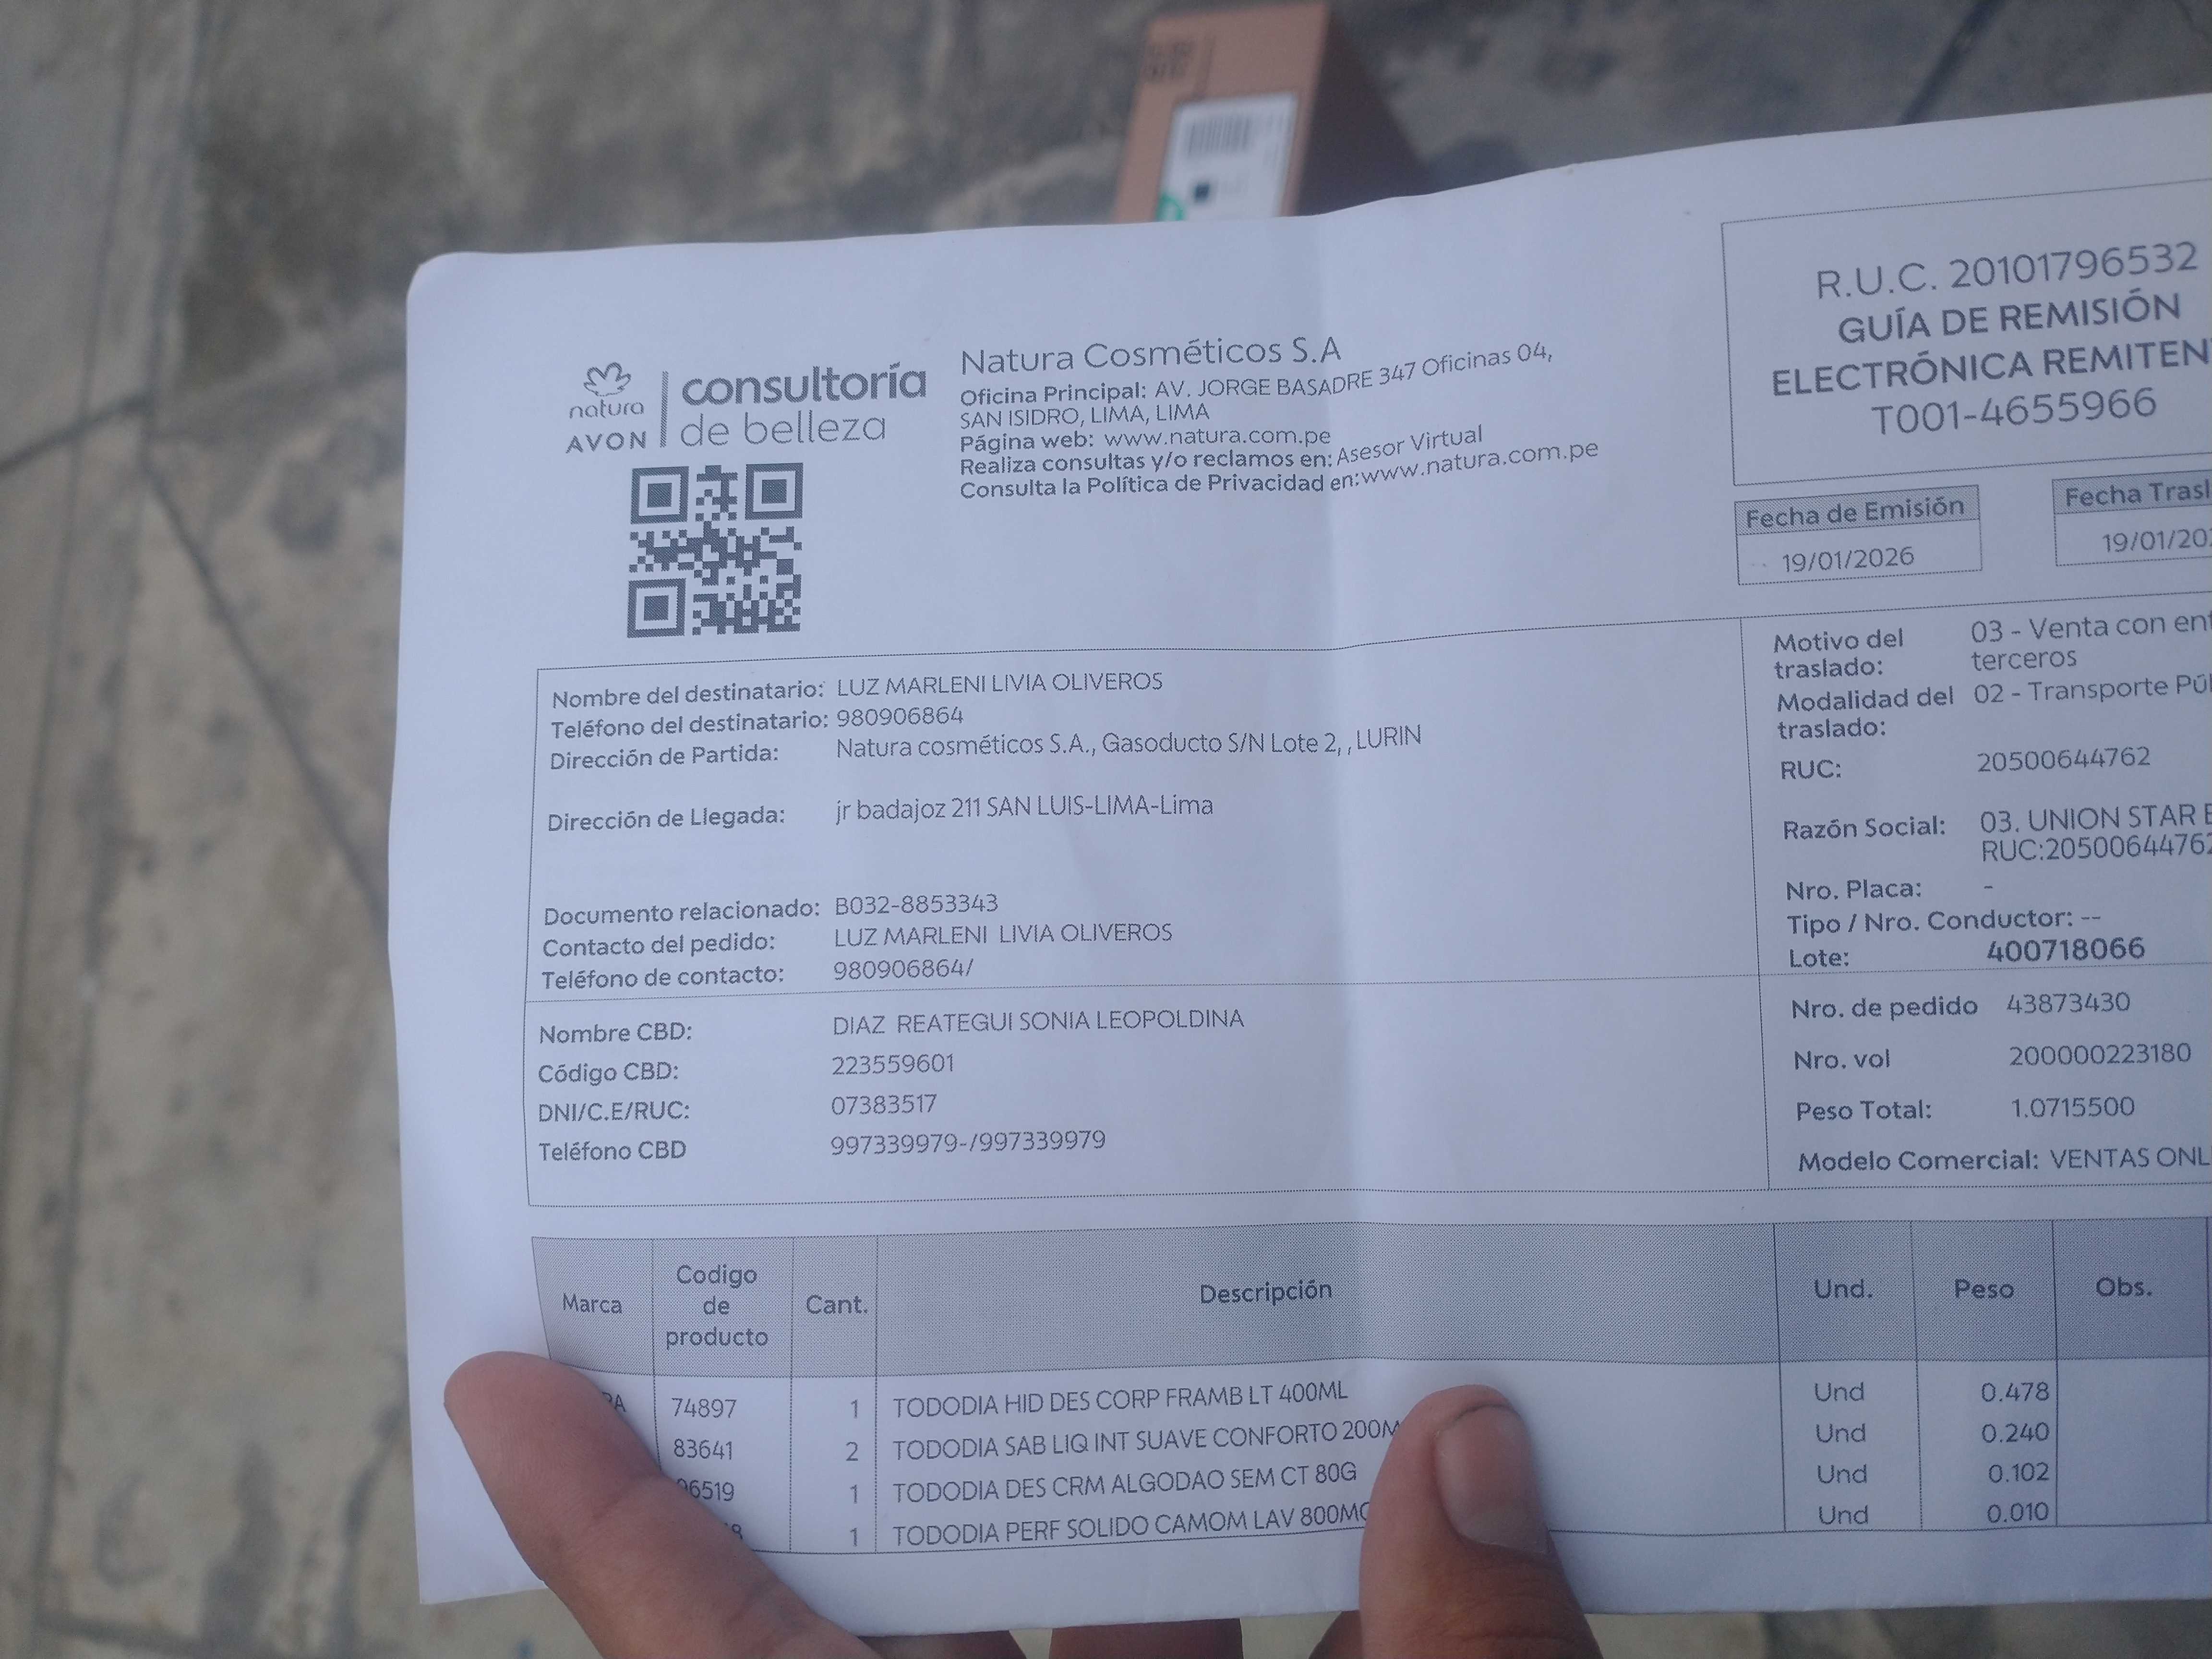 natura
AVON
consultoría
de belleza
Natura Cosméticos S.A
Oficina Principal: AV. JORGE BASADRE 347 Oficinas 04,
SAN ISIDRO, LIMA, LIMA
Página web: www.natura.com.pe
Realiza consultas y/o reclamos en: Asesor Virtual
Consulta la Política de Privacidad en:www.natura.com.pe
R.U.C. 20101796532
GUÍA DE REMISIÓN
ELECTRÓNICA REMITEN
T001-4655966
Fecha de Emisión
19/01/2026
Fecha Trasl
19/01/20
Nombre del destinatario: LUZ MARLENI LIVIA OLIVEROS
Teléfono del destinatario: 980906864
Dirección de Partida: Natura cosméticos S.A., Gasoducto S/N Lote 2, , LURIN
Dirección de Llegada: jr badajoz 211 SAN LUIS-LIMA-Lima
Documento relacionado: B032-8853343
Contacto del pedido: LUZ MARLENI LIVIA OLIVEROS
Teléfono de contacto: 980906864/
Nombre CBD: DIAZ REATEGUI SONIA LEOPOLDINA
Código CBD: 223559601
DNI/C.E/RUC: 07383517
Teléfono CBD 997339979-/997339979
Motivo del traslado: 03 - Venta con ent
terceros
Modalidad del traslado: 02 - Transporte Pú
RUC: 20500644762
Razón Social: 03. UNION STAR E
RUC:2050064476
Nro. Placa: -
Tipo / Nro. Conductor: --
Lote: 400718066
Nro. de pedido 43873430
Nro. vol 200000223180
Peso Total: 1.0715500
Modelo Comercial: VENTAS ONL
Marca Codigo de producto Cant. Descripción Und. Peso Obs.
74897 1 TODODIA HID DES CORP FRAMB LT 400ML Und 0.478
83641 2 TODODIA SAB LIQ INT SUAVE CONFORTO 200M Und 0.240
6519 1 TODODIA DES CRM ALGODAO SEM CT 80G Und 0.102
8 1 TODODIA PERF SOLIDO CAMOM LAV 800M Und 0.010